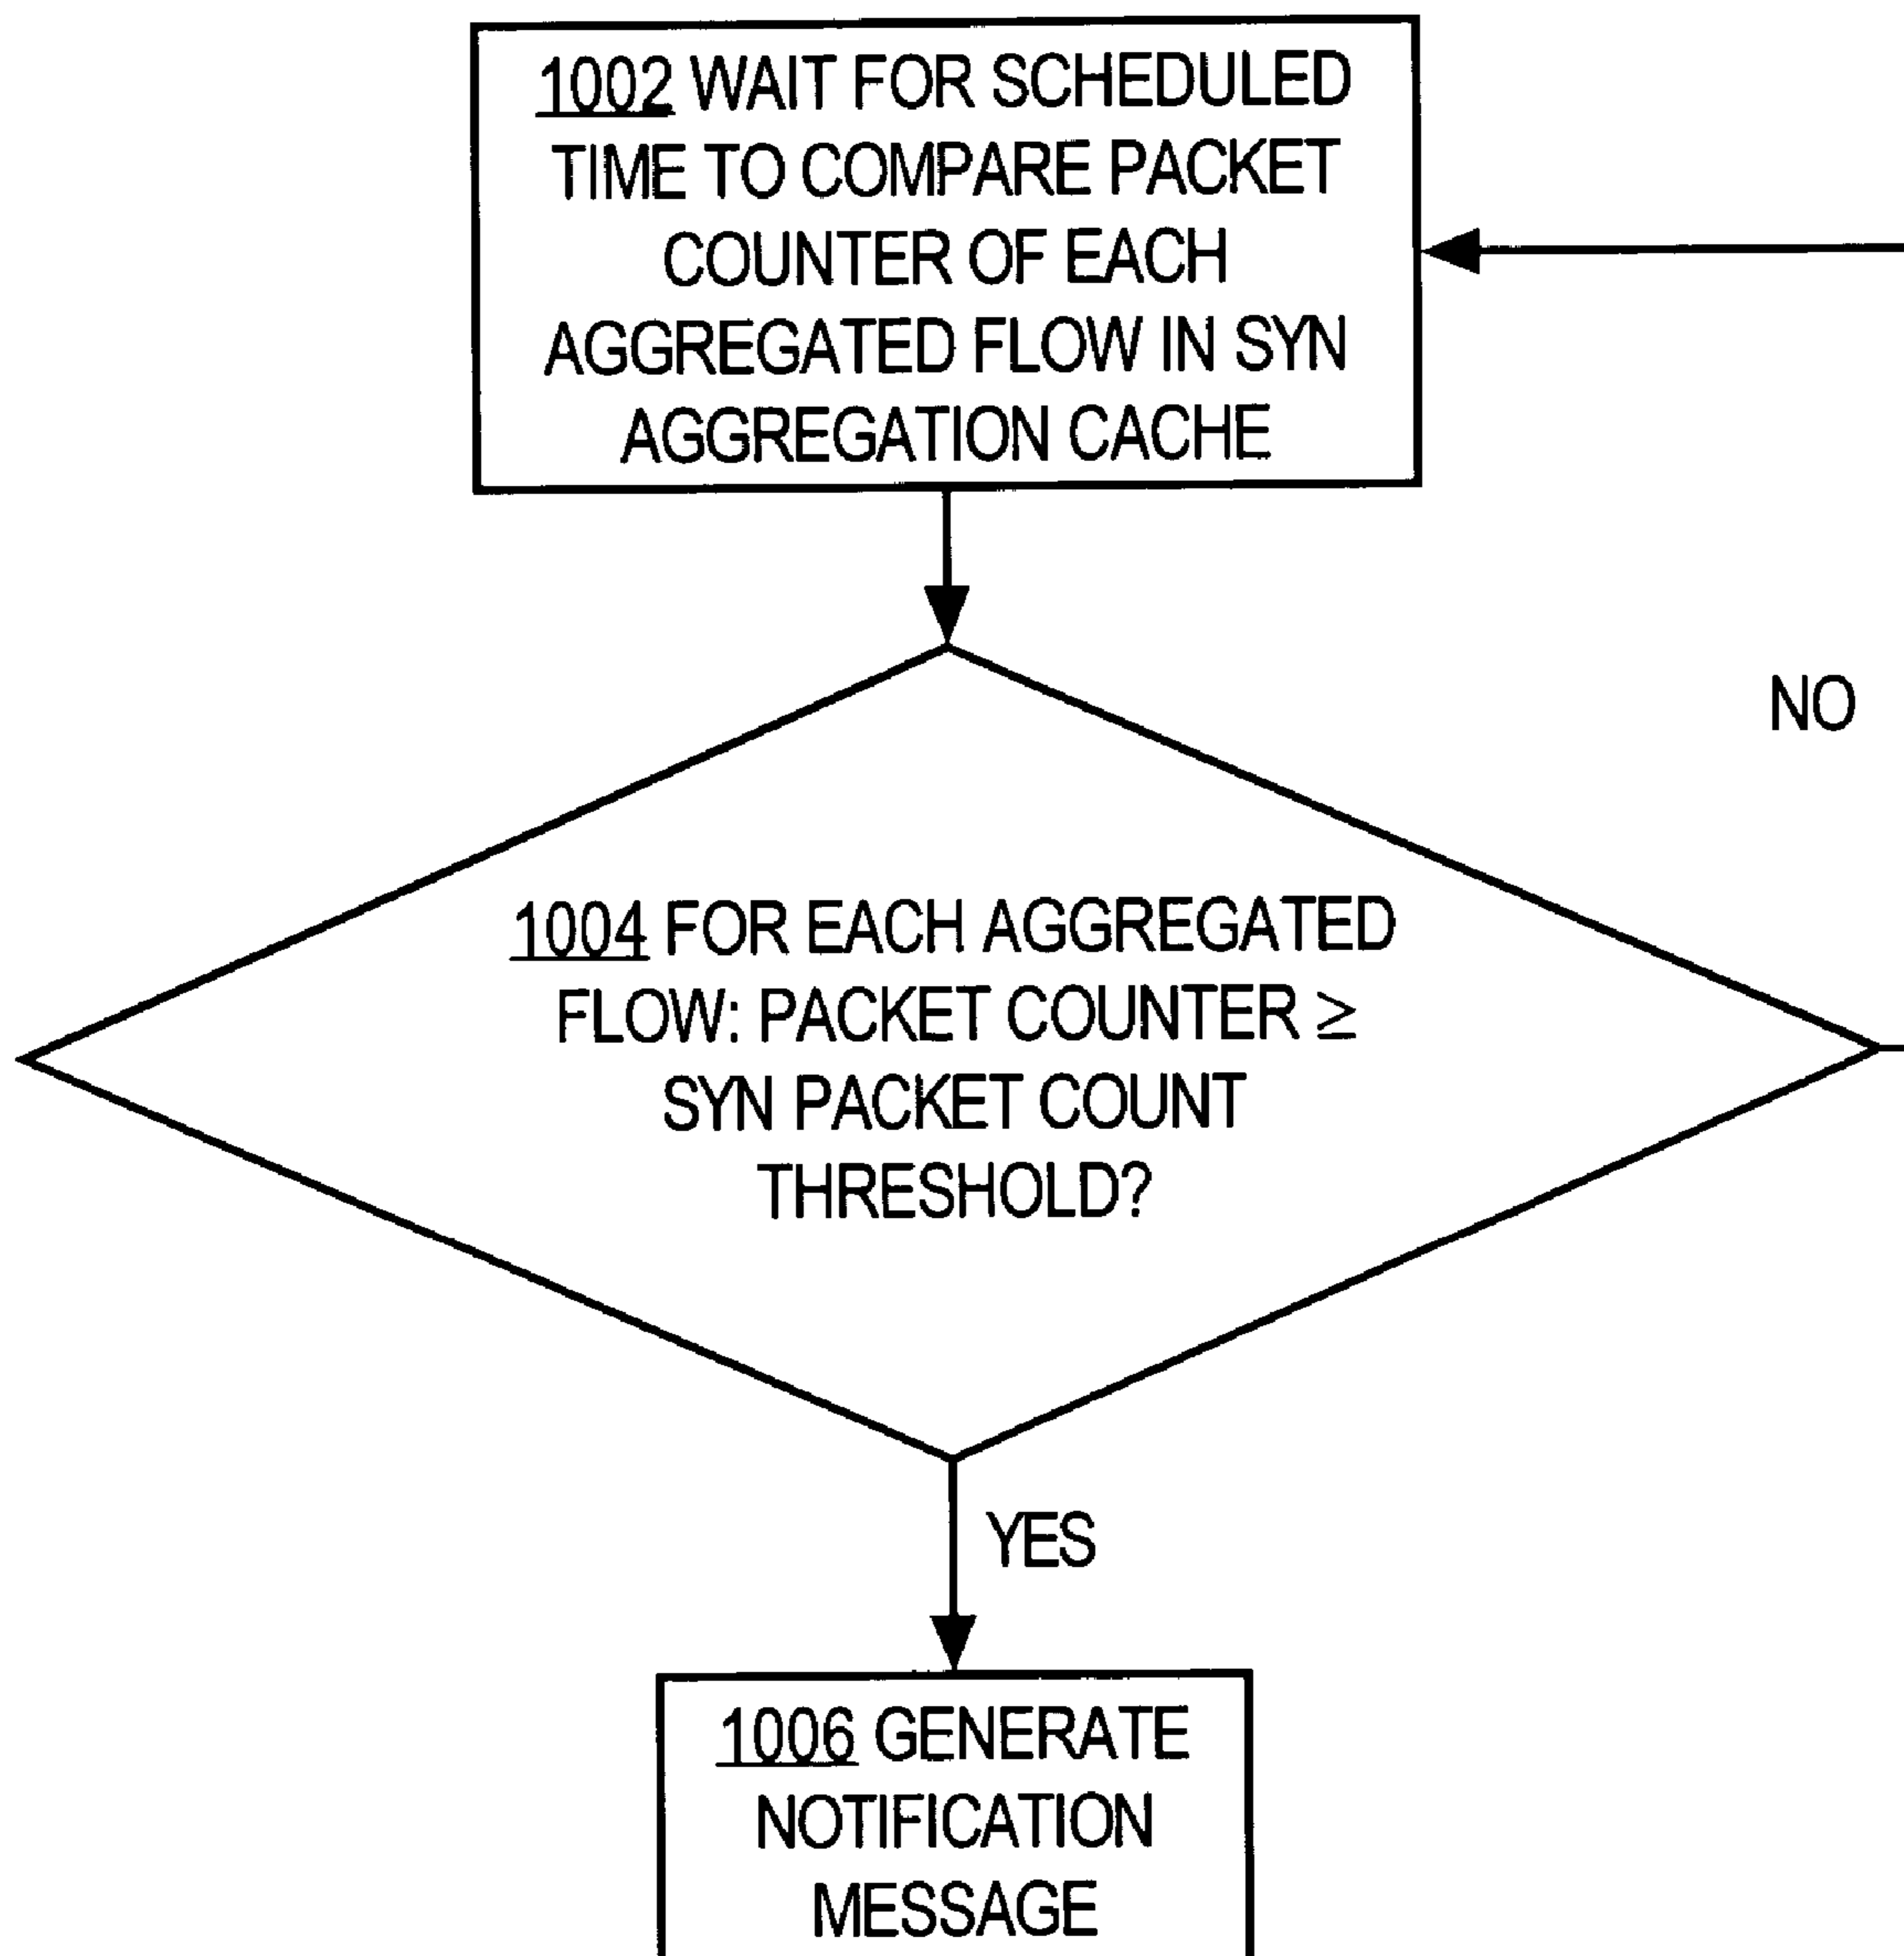 1002 WAIT FOR SCHEDULED
TIME TO COMPARE PACKET
COUNTER OF EACH
AGGREGATED FLOW IN SYN
AGGREGATION CACHE
NO
1004 FOR EACH AGGREGATED
FLOW: PACKET COUNTER ≥
SYN PACKET COUNT
THRESHOLD?
YES
1006 GENERATE
NOTIFICATION
MESSAGE